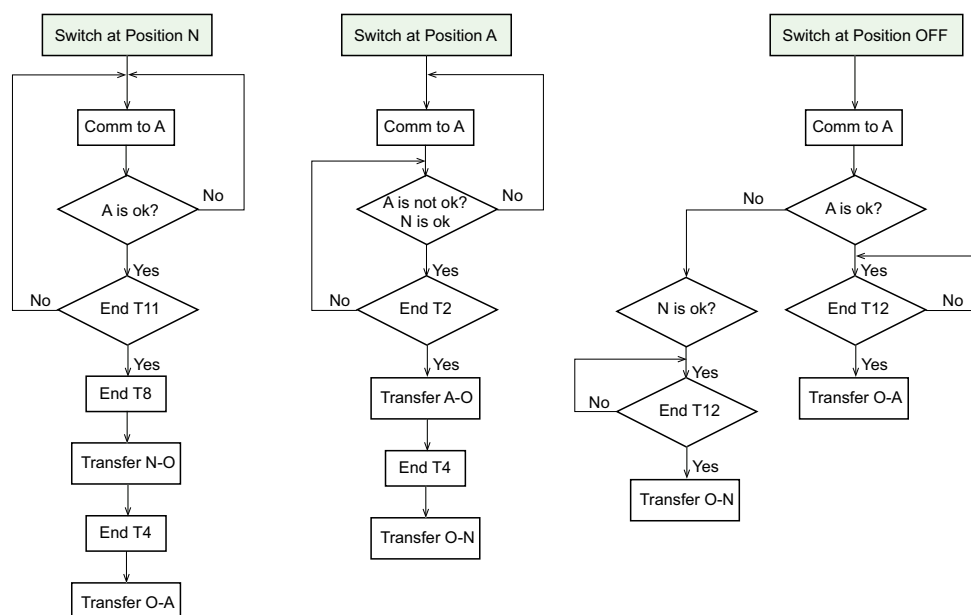 Switch at Position N
Comm to A
A is ok?
No
Yes
End T11
No
Yes
End T8
Transfer N-O
End T4
Transfer O-A
Switch at Position A
Comm to A
A is not ok?
N is ok
No
Yes
End T2
No
Yes
Transfer A-O
End T4
Transfer O-N
Switch at Position OFF
Comm to A
A is ok?
No
Yes
End T12
No
Yes
Transfer O-A
N is ok?
Yes
End T12
No
Yes
Transfer O-N